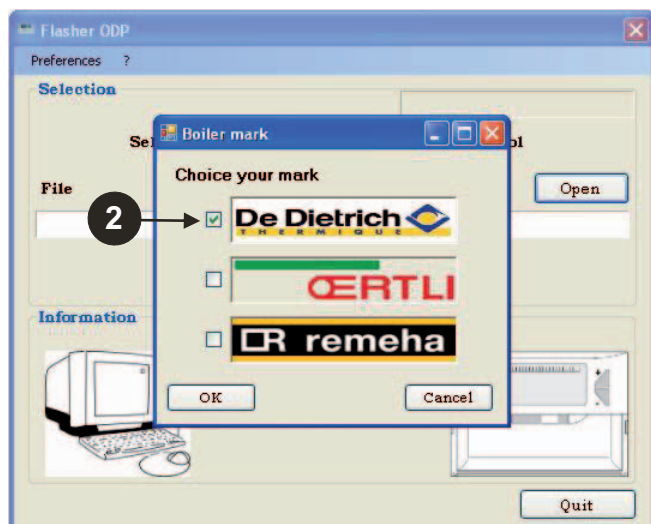 Flasher ODP
Preferences ?
Selection
Boiler mark
Choice your mark
File
Open
2
De Dietrich
THERMIQUE
ŒRTLI
remeha
Information
OK Cancel
Quit